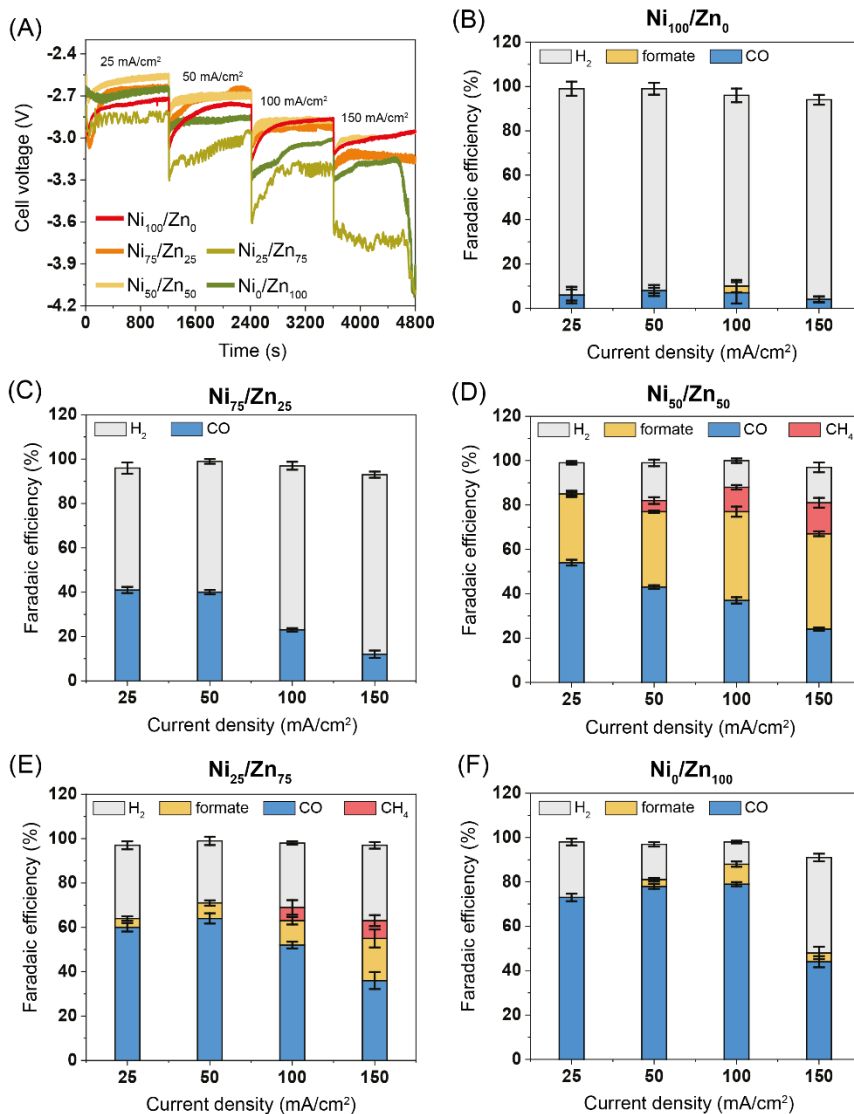 (A)
25 mA/cm²
50 mA/cm²
100 mA/cm²
150 mA/cm²
-2.4
-2.7
-3.0
-3.3
-3.6
-3.9
-4.2
Cell voltage (V)
Ni₁₀₀/Zn₀
Ni₇₅/Zn₂₅
Ni₂₅/Zn₇₅
Ni₅₀/Zn₅₀
Ni₀/Zn₁₀₀
0 800 1600 2400 3200 4000 4800
Time (s)
(B)
Ni₁₀₀/Zn₀
H₂ formate CO
120
100
80
60
40
20
0
Faradaic efficiency (%)
25 50 100 150
Current density (mA/cm²)
(C)
Ni₇₅/Zn₂₅
H₂ CO
120
100
80
60
40
20
0
Faradaic efficiency (%)
25 50 100 150
Current density (mA/cm²)
(D)
Ni₅₀/Zn₅₀
H₂ formate CO CH₄
120
100
80
60
40
20
0
Faradaic efficiency (%)
25 50 100 150
Current density (mA/cm²)
(E)
Ni₂₅/Zn₇₅
H₂ formate CO CH₄
120
100
80
60
40
20
0
Faradaic efficiency (%)
25 50 100 150
Current density (mA/cm²)
(F)
Ni₀/Zn₁₀₀
H₂ formate CO
120
100
80
60
40
20
0
Faradaic efficiency (%)
25 50 100 150
Current density (mA/cm²)